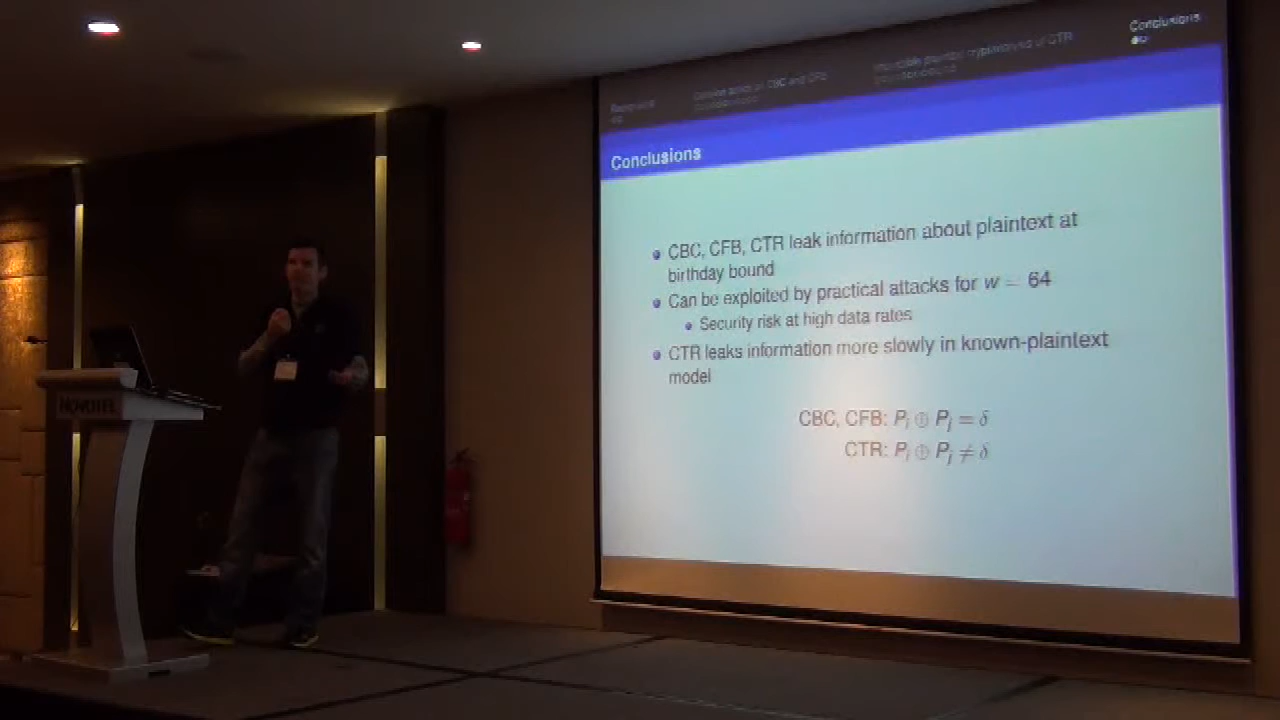 Conclusions
Conclusions
CBC, CFB, CTR leak information about plaintext at
birthday bound
Can be exploited by practical attacks for w = 64
Security risk at high data rates
CTR leaks information more slowly in known-plaintext
model
CBC, CFB: Pᵢ ⊕ Pⱼ = δ
CTR: Pᵢ ⊕ Pⱼ ≠ δ
NOVOTEL